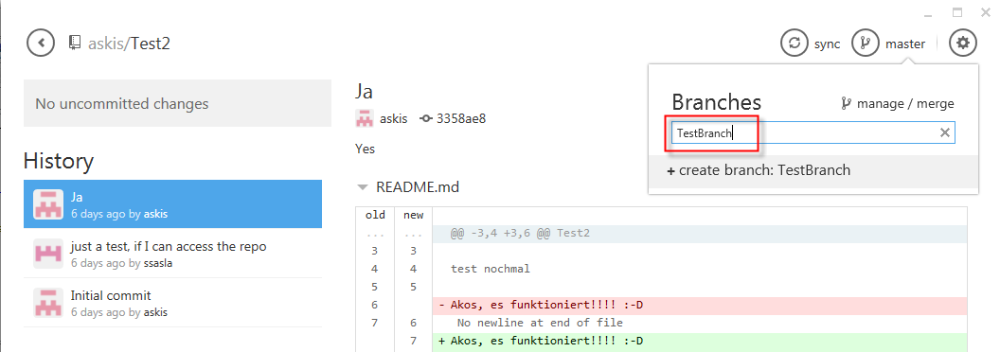 askis/Test2
sync
master
No uncommitted changes
History
Ja
6 days ago by askis
just a test, if I can access the repo
6 days ago by ssasla
Initial commit
6 days ago by askis
Ja
askis 3358ae8
Yes
README.md
old new
... ... @@ -3,4 +3,6 @@ Test2
3 3
4 4 test nochmal
5 5
6 - Akos, es funktioniert!!!! :-D
7 6 No newline at end of file
7 + Akos, es funktioniert!!!! :-D
Branches
manage / merge
TestBranch
+ create branch: TestBranch